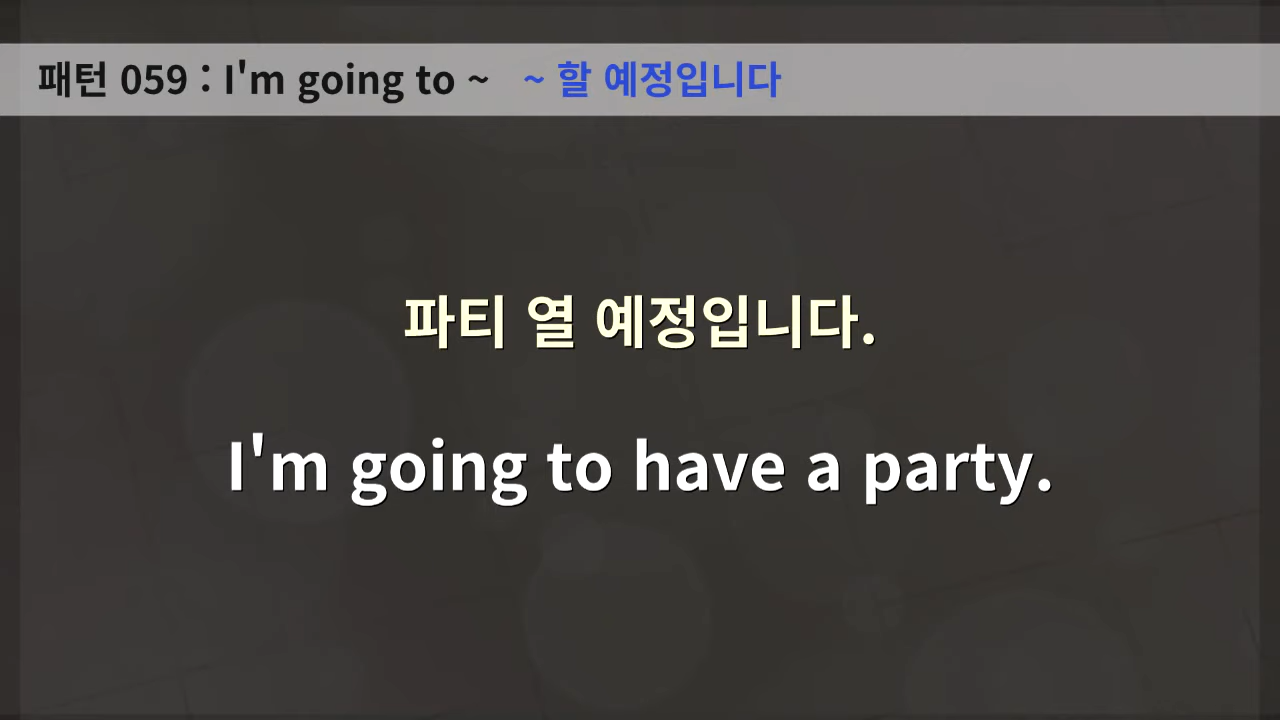 패턴 059 : I'm going to ~ ~ 할 예정입니다
파티 열 예정입니다.
I'm going to have a party.